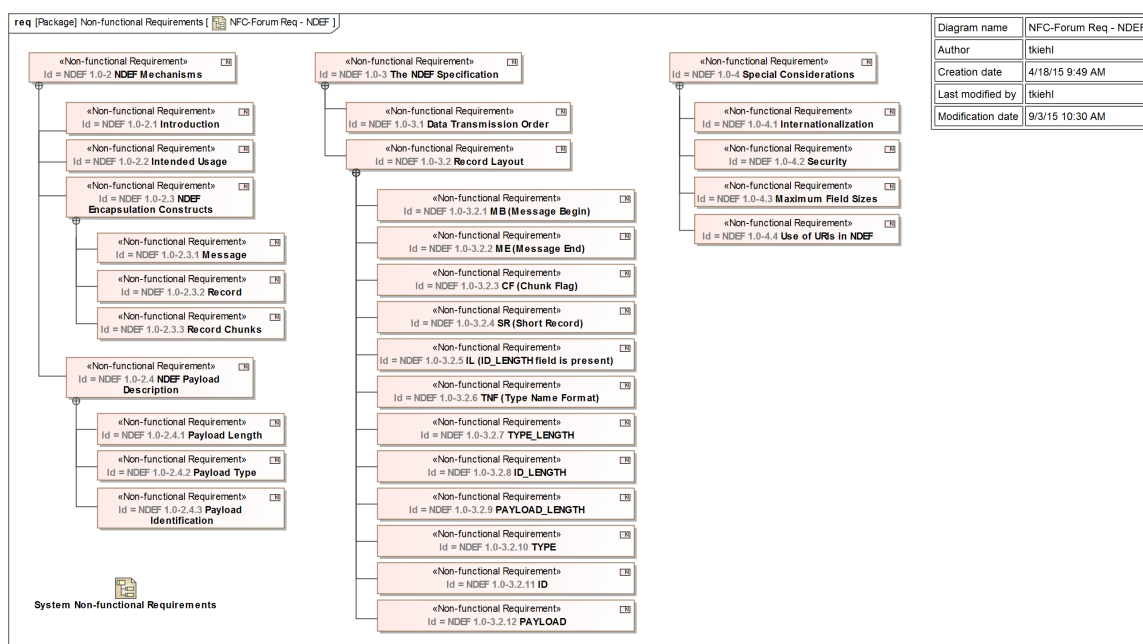 req [Package] Non-functional Requirements [ NFC-Forum Req - NDEF ]
Diagram name NFC-Forum Req - NDEF
Author tkiehl
Creation date 4/18/15 9:49 AM
Last modified by tkiehl
Modification date 9/3/15 10:30 AM
«Non-functional Requirement»
Id = NDEF 1.0-2 NDEF Mechanisms
«Non-functional Requirement»
Id = NDEF 1.0-2.1 Introduction
«Non-functional Requirement»
Id = NDEF 1.0-2.2 Intended Usage
«Non-functional Requirement»
Id = NDEF 1.0-2.3 NDEF
Encapsulation Constructs
«Non-functional Requirement»
Id = NDEF 1.0-2.3.1 Message
«Non-functional Requirement»
Id = NDEF 1.0-2.3.2 Record
«Non-functional Requirement»
Id = NDEF 1.0-2.3.3 Record Chunks
«Non-functional Requirement»
Id = NDEF 1.0-2.4 NDEF Payload
Description
«Non-functional Requirement»
Id = NDEF 1.0-2.4.1 Payload Length
«Non-functional Requirement»
Id = NDEF 1.0-2.4.2 Payload Type
«Non-functional Requirement»
Id = NDEF 1.0-2.4.3 Payload
Identification
System Non-functional Requirements
«Non-functional Requirement»
Id = NDEF 1.0-3 The NDEF Specification
«Non-functional Requirement»
Id = NDEF 1.0-3.1 Data Transmission Order
«Non-functional Requirement»
Id = NDEF 1.0-3.2 Record Layout
«Non-functional Requirement»
Id = NDEF 1.0-3.2.1 MB (Message Begin)
«Non-functional Requirement»
Id = NDEF 1.0-3.2.2 ME (Message End)
«Non-functional Requirement»
Id = NDEF 1.0-3.2.3 CF (Chunk Flag)
«Non-functional Requirement»
Id = NDEF 1.0-3.2.4 SR (Short Record)
«Non-functional Requirement»
Id = NDEF 1.0-3.2.5 IL (ID_LENGTH field is present)
«Non-functional Requirement»
Id = NDEF 1.0-3.2.6 TNF (Type Name Format)
«Non-functional Requirement»
Id = NDEF 1.0-3.2.7 TYPE_LENGTH
«Non-functional Requirement»
Id = NDEF 1.0-3.2.8 ID_LENGTH
«Non-functional Requirement»
Id = NDEF 1.0-3.2.9 PAYLOAD_LENGTH
«Non-functional Requirement»
Id = NDEF 1.0-3.2.10 TYPE
«Non-functional Requirement»
Id = NDEF 1.0-3.2.11 ID
«Non-functional Requirement»
Id = NDEF 1.0-3.2.12 PAYLOAD
«Non-functional Requirement»
Id = NDEF 1.0-4 Special Considerations
«Non-functional Requirement»
Id = NDEF 1.0-4.1 Internationalization
«Non-functional Requirement»
Id = NDEF 1.0-4.2 Security
«Non-functional Requirement»
Id = NDEF 1.0-4.3 Maximum Field Sizes
«Non-functional Requirement»
Id = NDEF 1.0-4.4 Use of URIs in NDEF